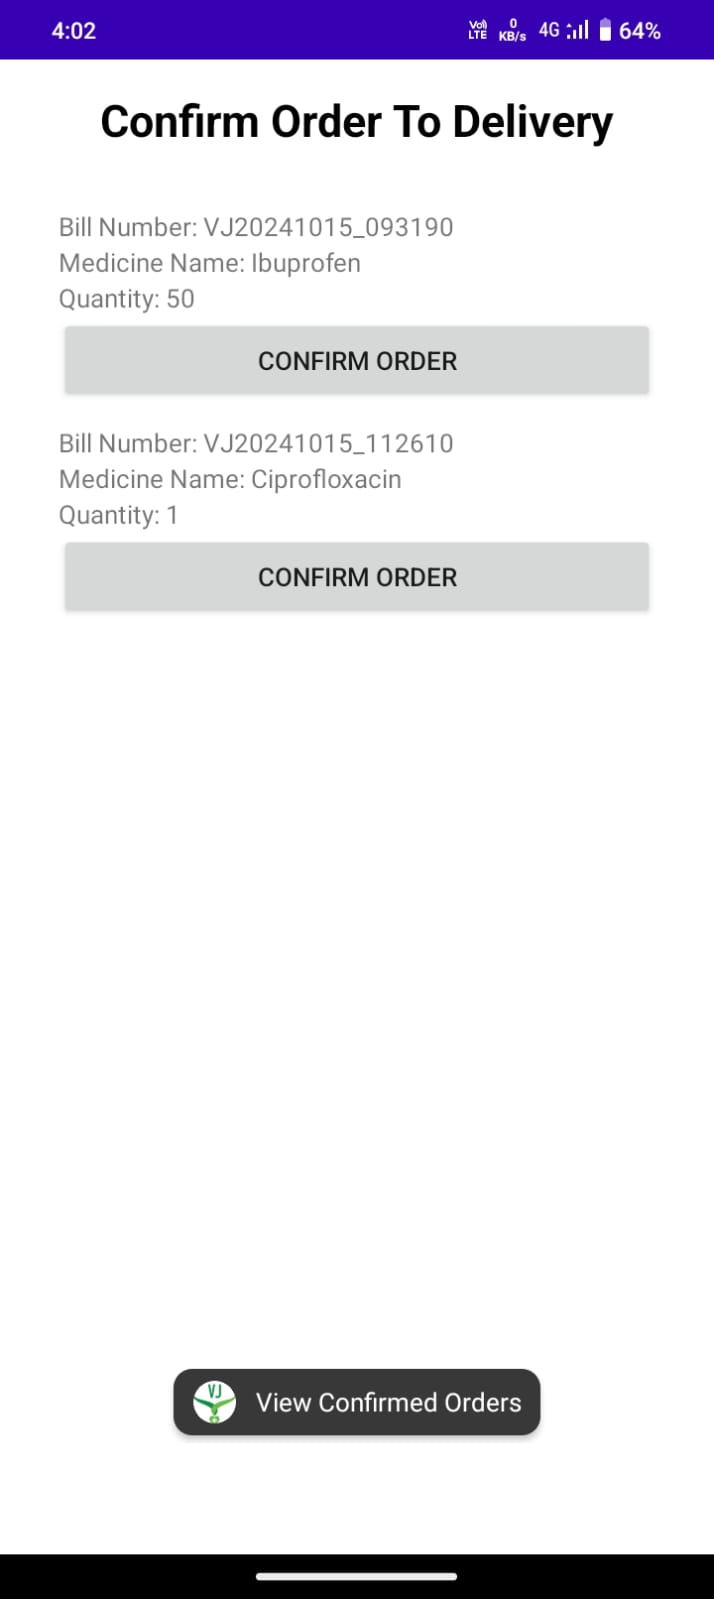 4:02
Vo)) LTE
0 KB/s
4G
64%
Confirm Order To Delivery
Bill Number: VJ20241015_093190
Medicine Name: Ibuprofen
Quantity: 50
CONFIRM ORDER
Bill Number: VJ20241015_112610
Medicine Name: Ciprofloxacin
Quantity: 1
CONFIRM ORDER
VJ
View Confirmed Orders